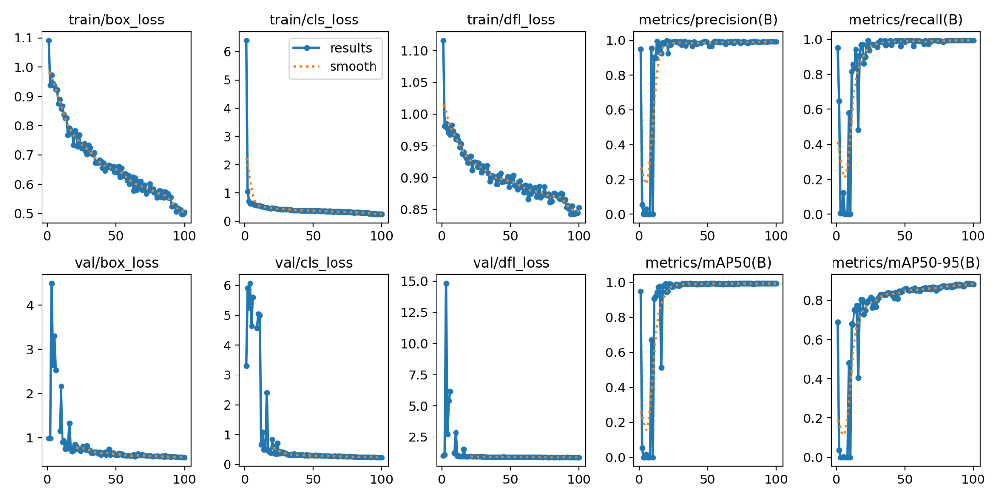 train/box_loss
train/cls_loss
train/dfl_loss
metrics/precision(B)
metrics/recall(B)
1.1
1.0
0.9
0.8
0.7
0.6
0.5
0 50 100
6
5
4
3
2
1
0
results
smooth
0 50 100
1.10
1.05
1.00
0.95
0.90
0.85
0 50 100
1.0
0.8
0.6
0.4
0.2
0.0
0 50 100
1.0
0.8
0.6
0.4
0.2
0.0
0 50 100
val/box_loss
val/cls_loss
val/dfl_loss
metrics/mAP50(B)
metrics/mAP50-95(B)
4
3
2
1
0 50 100
6
5
4
3
2
1
0
0 50 100
15.0
12.5
10.0
7.5
5.0
2.5
0 50 100
1.0
0.8
0.6
0.4
0.2
0.0
0 50 100
0.8
0.6
0.4
0.2
0.0
0 50 100